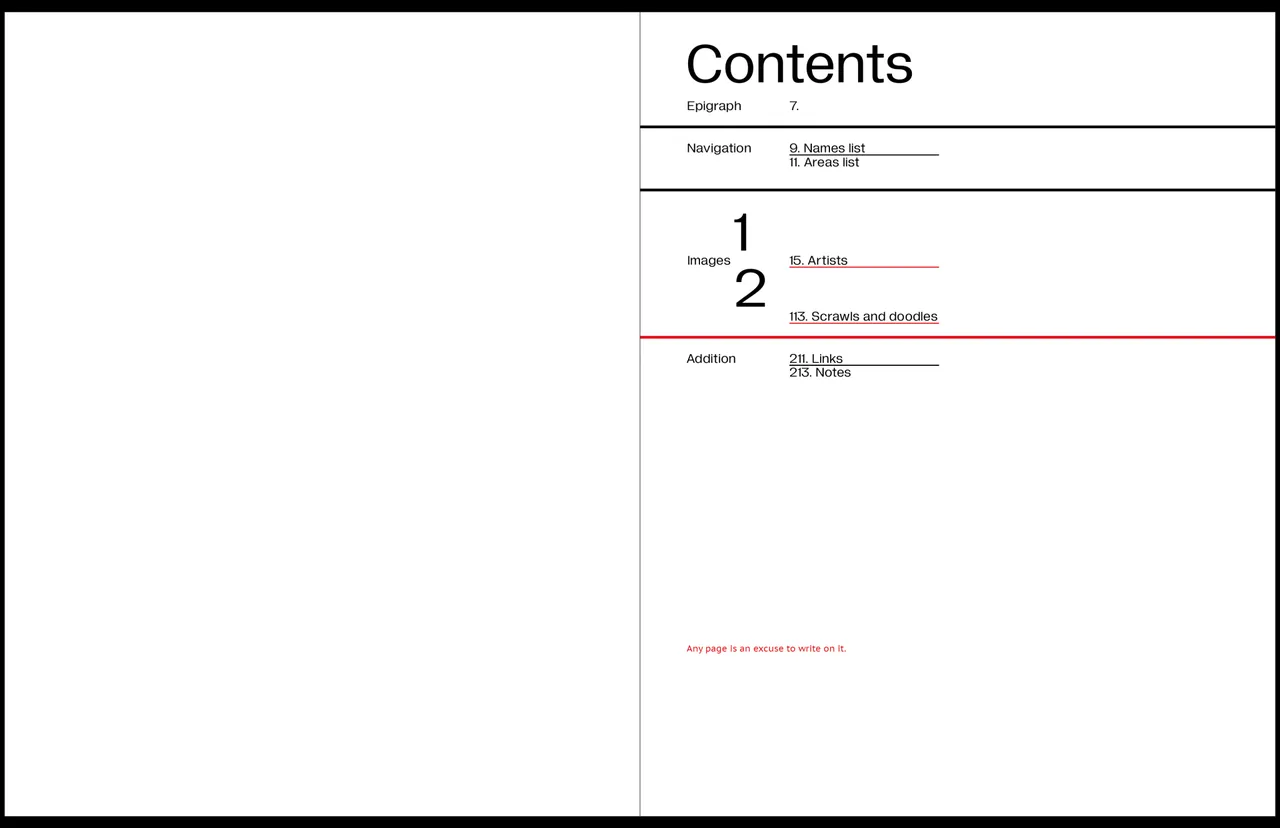 Contents
Epigraph 7.
Navigation 9. Names list
11. Areas list
1
Images 15. Artists
2
113. Scrawls and doodles
Addition 211. Links
213. Notes
Any page is an excuse to write on it.